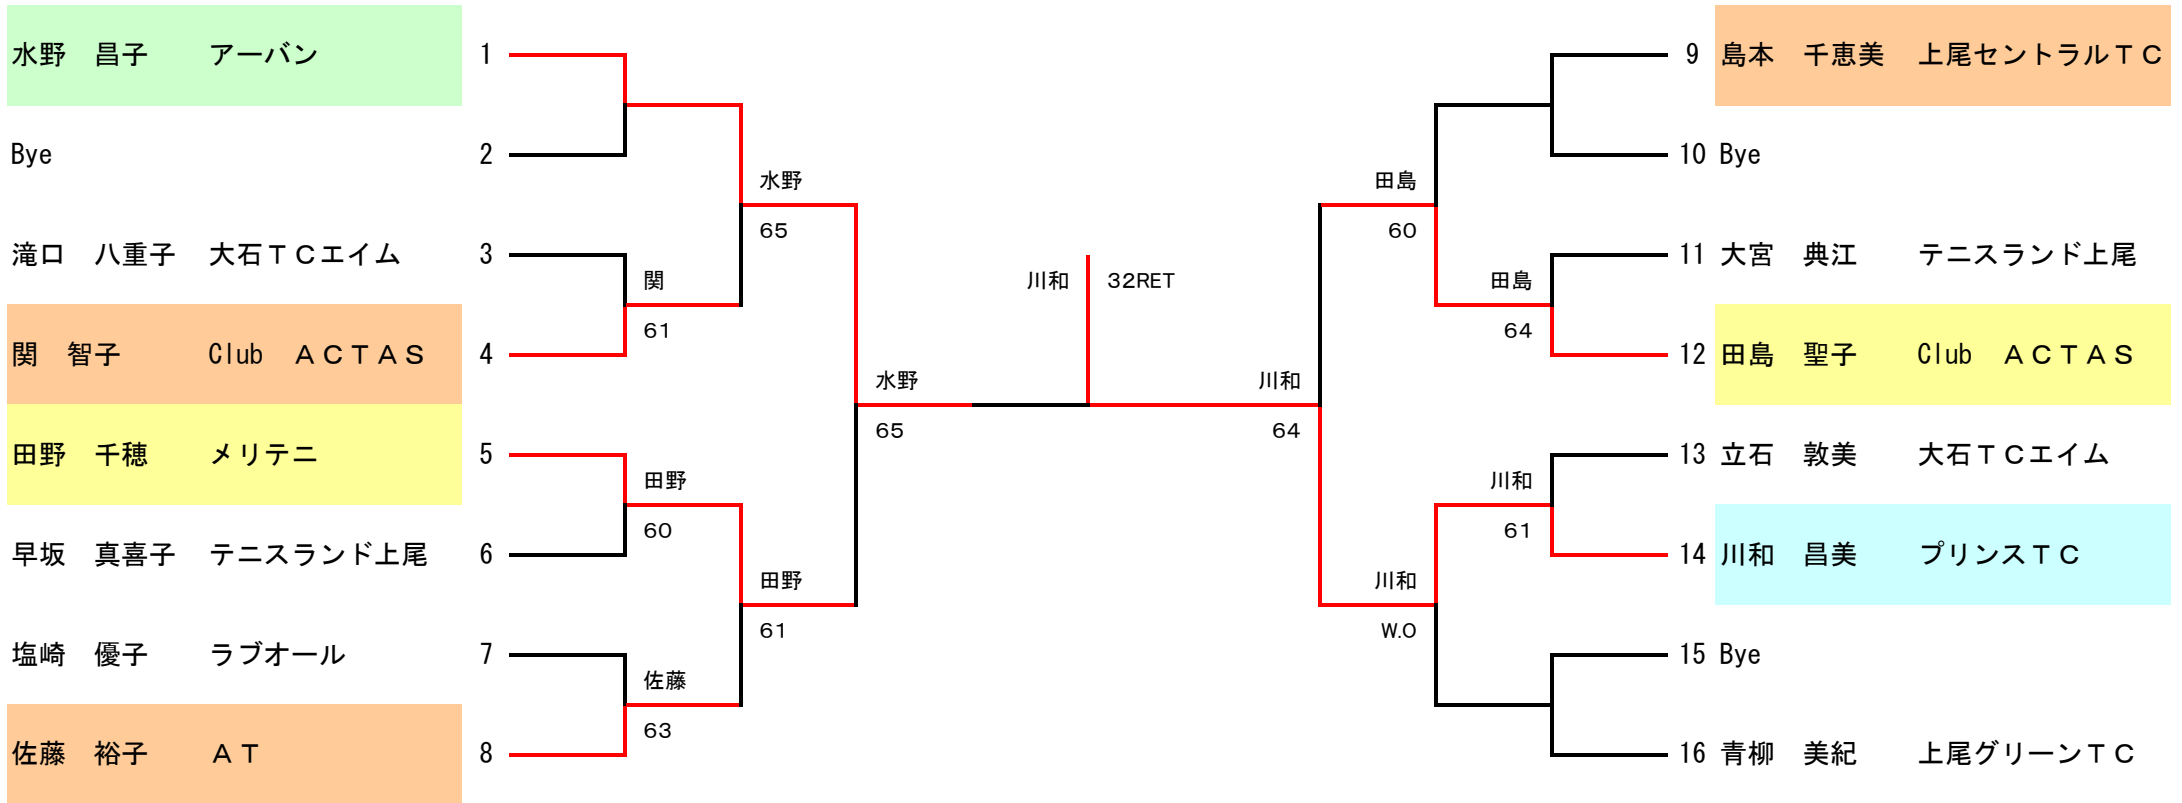 水野　昌子　アーバン　1
Bye　2
滝口　八重子　大石ＴＣエイム　3
関　智子　Club　ＡＣＴＡＳ　4
田野　千穂　メリテニ　5
早坂　真喜子　テニスランド上尾　6
塩崎　優子　ラブオール　7
佐藤　裕子　ＡＴ　8
関
61
田野
60
佐藤
63
水野
65
田野
61
水野
65
川和　32RET
川和
64
田島
60
川和
W.O
田島
64
川和
61
9　島本　千恵美　上尾セントラルＴＣ
10　Bye
11　大宮　典江　テニスランド上尾
12　田島　聖子　Club　ＡＣＴＡＳ
13　立石　敦美　大石ＴＣエイム
14　川和　昌美　プリンスＴＣ
15　Bye
16　青柳　美紀　上尾グリーンＴＣ